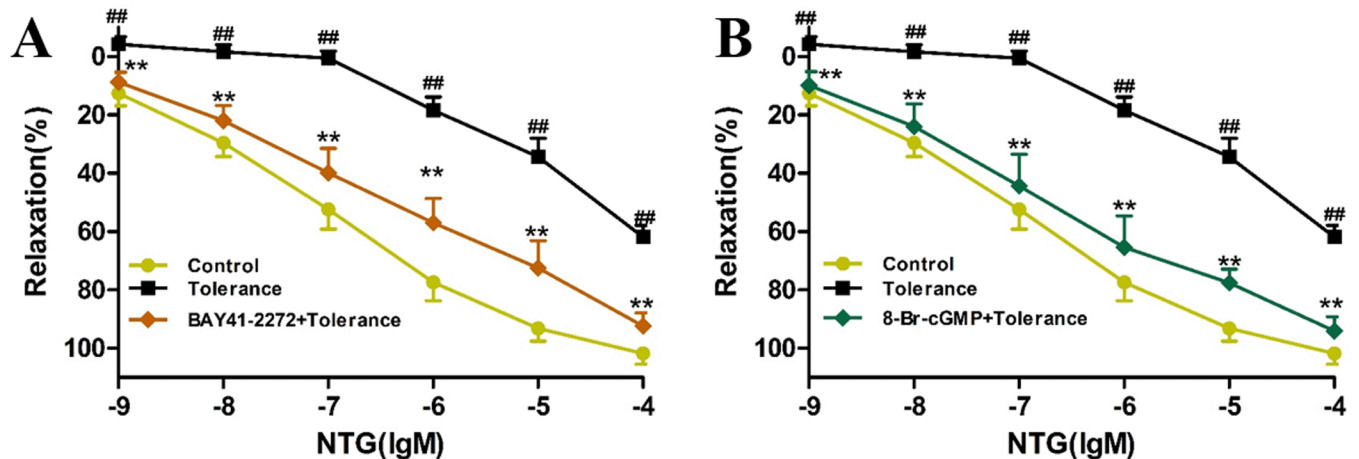 A
## ## ## ## ## ##
** ** ** ** ** **
0
20
40
60
80
100
Relaxation(%)
Control
Tolerance
BAY41-2272+Tolerance
-9 -8 -7 -6 -5 -4
NTG(lgM)
B
## ## ## ## ## ##
** ** ** ** ** **
0
20
40
60
80
100
Relaxation(%)
Control
Tolerance
8-Br-cGMP+Tolerance
-9 -8 -7 -6 -5 -4
NTG(lgM)